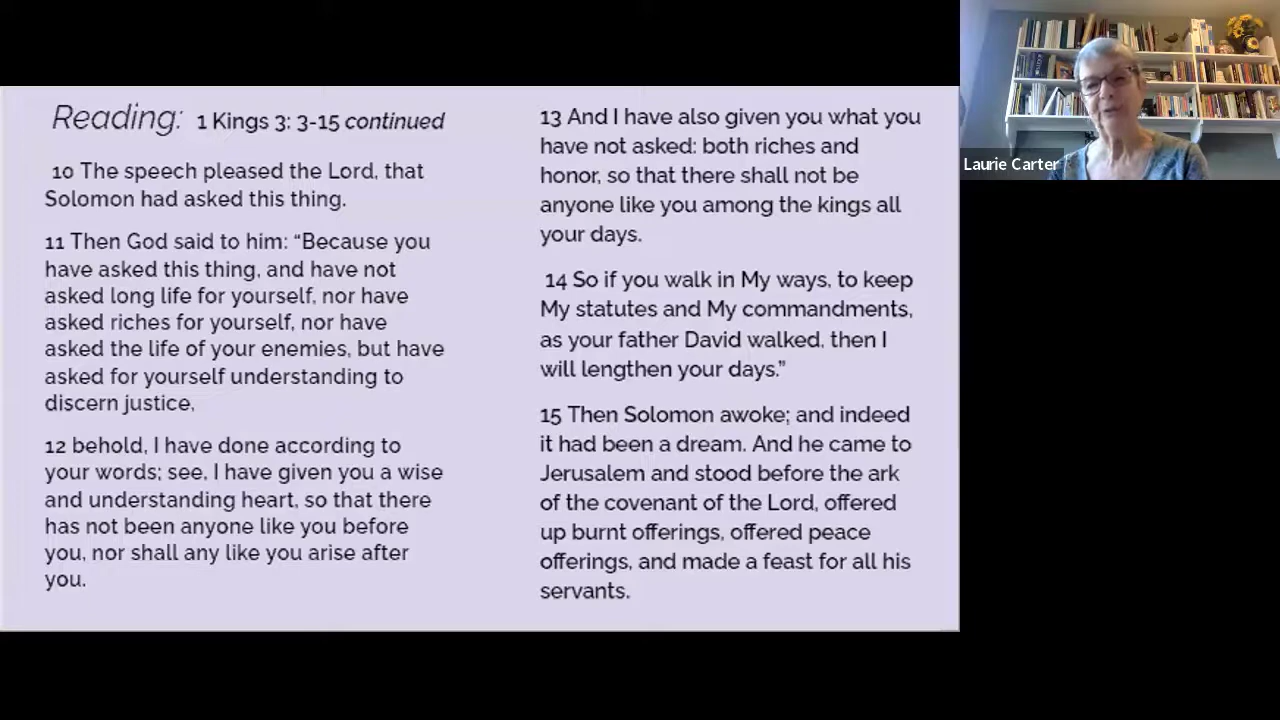 Reading: 1 Kings 3: 3-15 continued
10 The speech pleased the Lord, that
Solomon had asked this thing.
11 Then God said to him: “Because you
have asked this thing, and have not
asked long life for yourself, nor have
asked riches for yourself, nor have
asked the life of your enemies, but have
asked for yourself understanding to
discern justice,
12 behold, I have done according to
your words; see, I have given you a wise
and understanding heart, so that there
has not been anyone like you before
you, nor shall any like you arise after
you.
13 And I have also given you what you
have not asked: both riches and
honor, so that there shall not be
anyone like you among the kings all
your days.
14 So if you walk in My ways, to keep
My statutes and My commandments,
as your father David walked, then I
will lengthen your days.”
15 Then Solomon awoke; and indeed
it had been a dream. And he came to
Jerusalem and stood before the ark
of the covenant of the Lord, offered
up burnt offerings, offered peace
offerings, and made a feast for all his
servants.
Laurie Carter